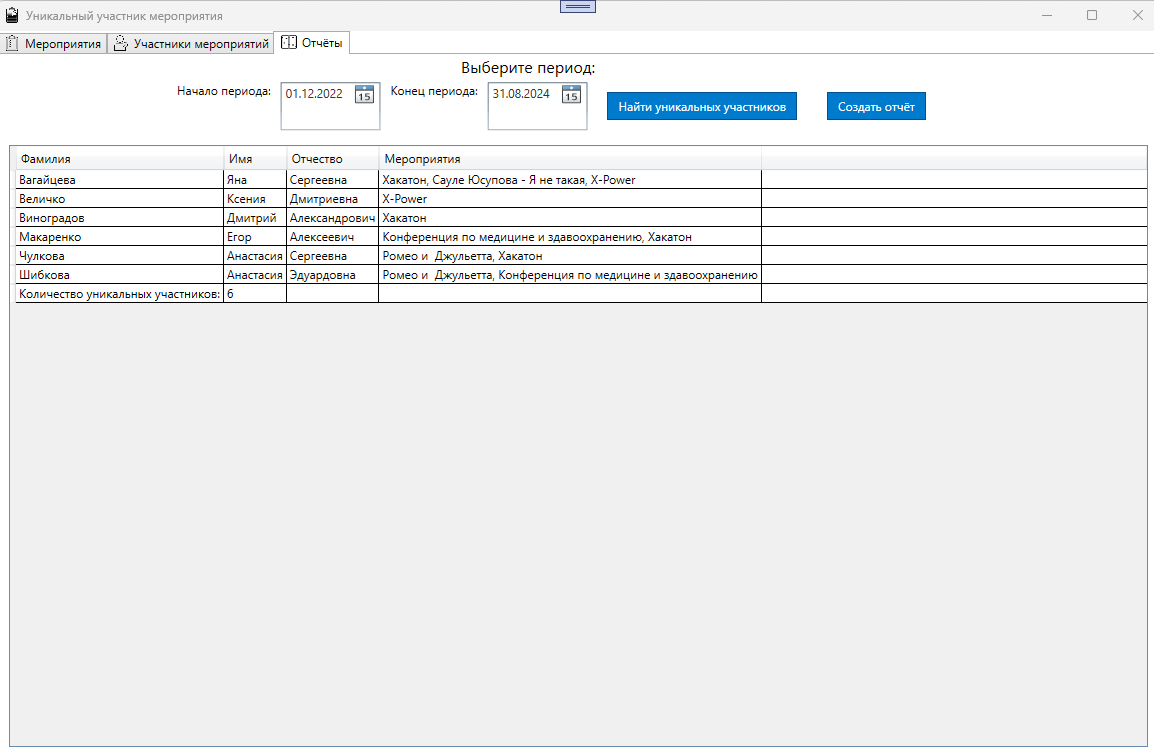 Уникальный участник мероприятия
Мероприятия Участники мероприятий Отчёты
Выберите период:
Начало периода: 01.12.2022 15 Конец периода: 31.08.2024 15 Найти уникальных участников Создать отчёт
Фамилия Имя Отчество Мероприятия
Вагайцева Яна Сергеевна Хакатон, Сауле Юсупова - Я не такая, X-Power
Величко Ксения Дмитриевна X-Power
Виноградов Дмитрий Александрович Хакатон
Макаренко Егор Алексеевич Конференция по медицине и здавоохранению, Хакатон
Чулкова Анастасия Сергеевна Ромео и Джульетта, Хакатон
Шибкова Анастасия Эдуардовна Ромео и Джульетта, Конференция по медицине и здавоохранению
Количество уникальных участников: 6